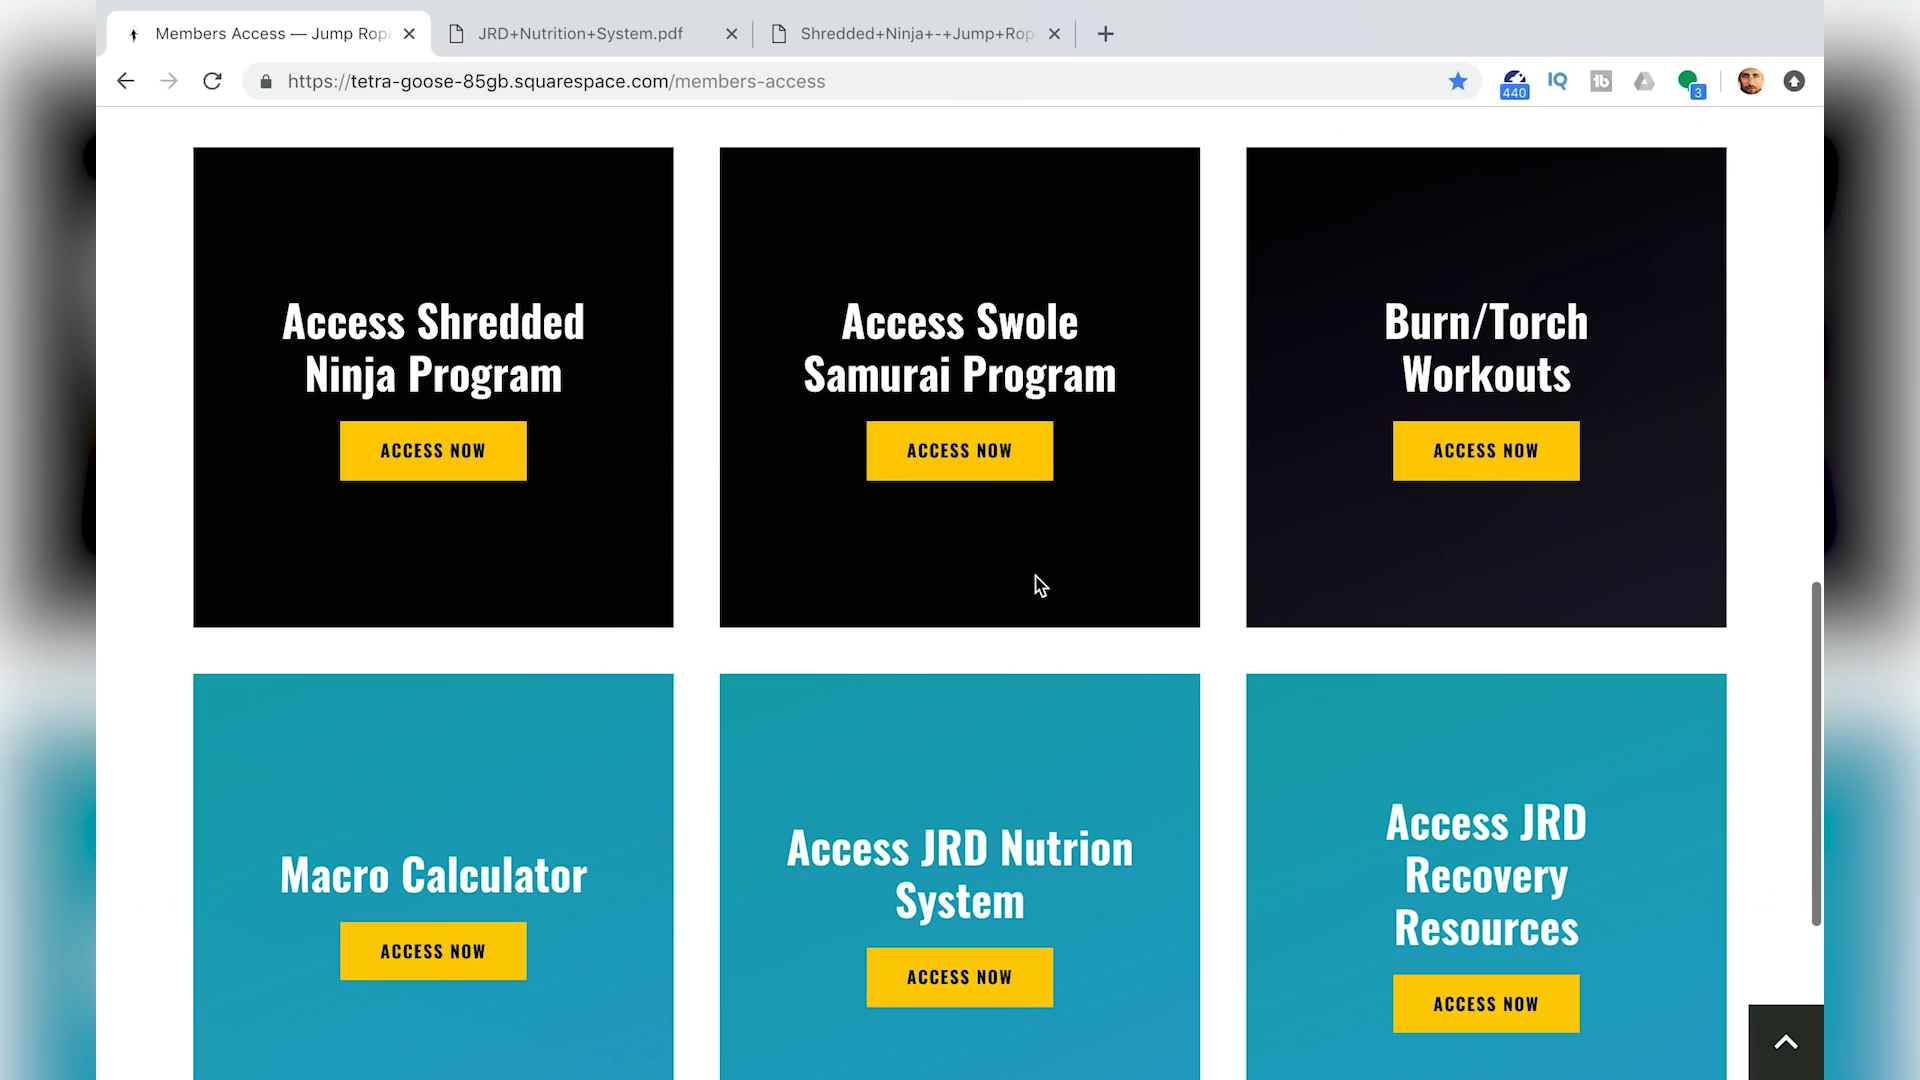 Members Access — Jump Rop
JRD+Nutrition+System.pdf
Shredded+Ninja+-+Jump+Rop
https://tetra-goose-85gb.squarespace.com/members-access
440
IQ
tb
3
Access Shredded
Ninja Program
ACCESS NOW
Access Swole
Samurai Program
ACCESS NOW
Burn/Torch
Workouts
ACCESS NOW
Macro Calculator
ACCESS NOW
Access JRD Nutrion
System
ACCESS NOW
Access JRD
Recovery
Resources
ACCESS NOW